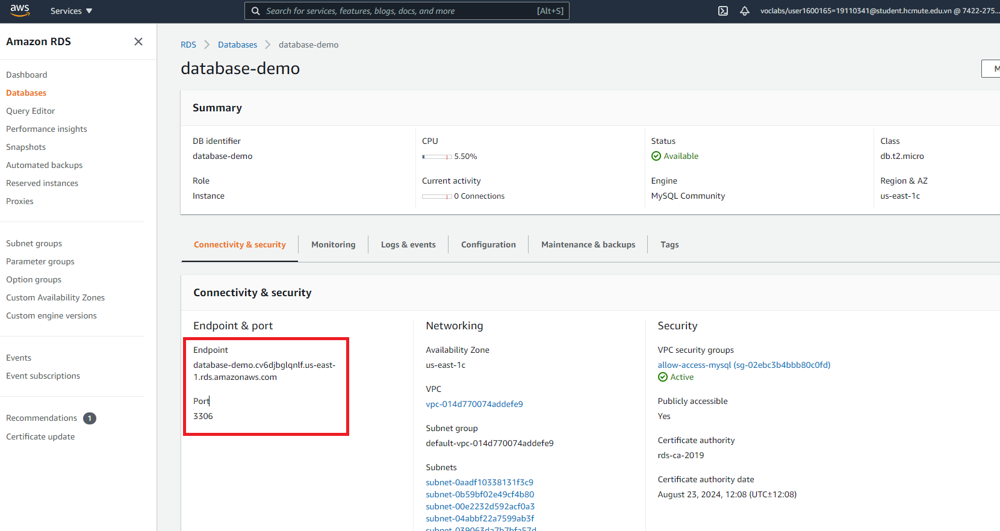 aws Services Search for services, features, blogs, docs, and more [Alt+S] voclabs/user1600165=19110341@student.hcmute.edu.vn @ 7422-275...
Amazon RDS
Dashboard
Databases
Query Editor
Performance insights
Snapshots
Automated backups
Reserved instances
Proxies
Subnet groups
Parameter groups
Option groups
Custom Availability Zones
Custom engine versions
Events
Event subscriptions
Recommendations 1
Certificate update
RDS > Databases > database-demo
database-demo
M
Summary
DB identifier
database-demo
Role
Instance
CPU
5.50%
Current activity
0 Connections
Status
Available
Engine
MySQL Community
Class
db.t2.micro
Region & AZ
us-east-1c
Connectivity & security Monitoring Logs & events Configuration Maintenance & backups Tags
Connectivity & security
Endpoint & port
Endpoint
database-demo.cv6djbglqnlf.us-east-
1.rds.amazonaws.com
Port
3306
Networking
Availability Zone
us-east-1c
VPC
vpc-014d770074addefe9
Subnet group
default-vpc-014d770074addefe9
Subnets
subnet-0aadf10338131f3c9
subnet-0b59bf02e49cf4b80
subnet-00e2232d592acf0a3
subnet-04abbf22a7599ab3f
subnet-039063da7b7bfa57d
Security
VPC security groups
allow-access-mysql (sg-02ebc3b4bbb80c0fd)
Active
Publicly accessible
Yes
Certificate authority
rds-ca-2019
Certificate authority date
August 23, 2024, 12:08 (UTC±12:08)